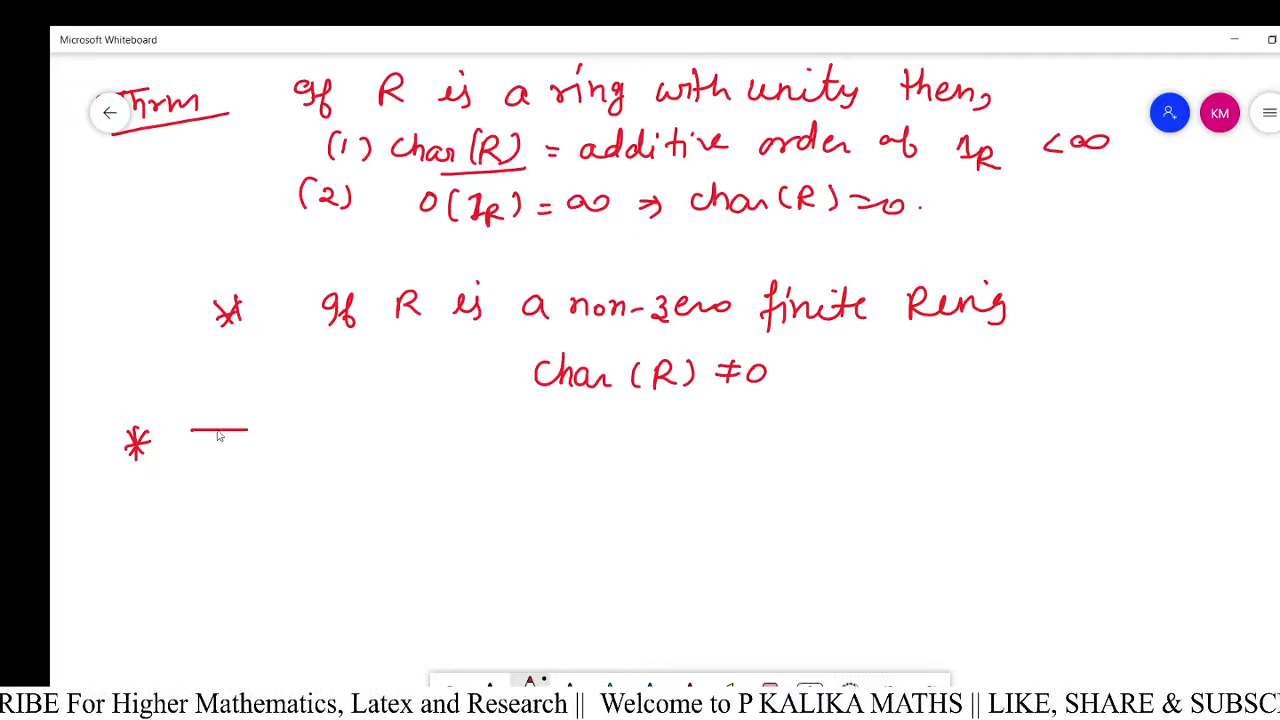 Microsoft Whiteboard
Thrm If R is a ring with unity then,
(1) Char(R) = additive order of 1_R < ∞
(2) O(1_R) = ∞ ⇒ char(R) = 0.
KM
* If R is a non-zero finite Ring
Char (R) ≠ 0
*
RIBE For Higher Mathematics, Latex and Research || Welcome to P KALIKA MATHS || LIKE, SHARE & SUBSC